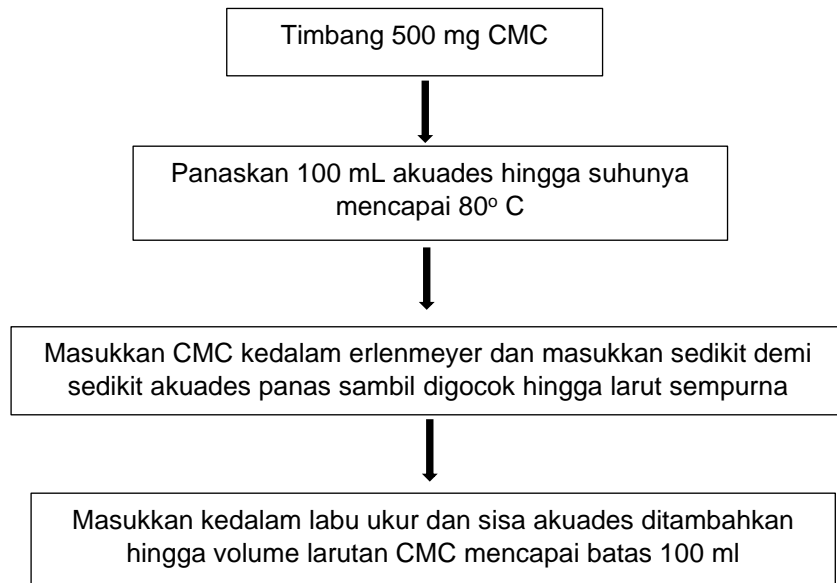 Timbang 500 mg CMC
Panaskan 100 mL akuades hingga suhunya
mencapai 80o C
Masukkan CMC kedalam erlenmeyer dan masukkan sedikit demi
sedikit akuades panas sambil digocok hingga larut sempurna
Masukkan kedalam labu ukur dan sisa akuades ditambahkan
hingga volume larutan CMC mencapai batas 100 ml